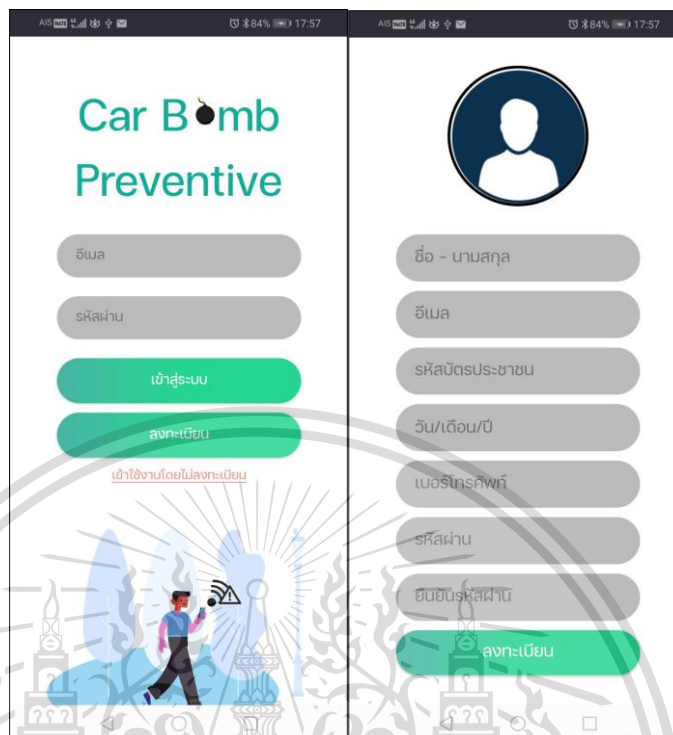 AIS VoLTE 84% 17:57
Car Bomb
Preventive
อีเมล
รหัสผ่าน
เข้าสู่ระบบ
ลงทะเบียน
เข้าใช้งานโดยไม่ลงทะเบียน
AIS VoLTE 84% 17:57
ชื่อ - นามสกุล
อีเมล
รหัสบัตรประชาชน
วัน/เดือน/ปี
เบอร์โทรศัพท์
รหัสผ่าน
ยืนยันรหัสผ่าน
ลงทะเบียน